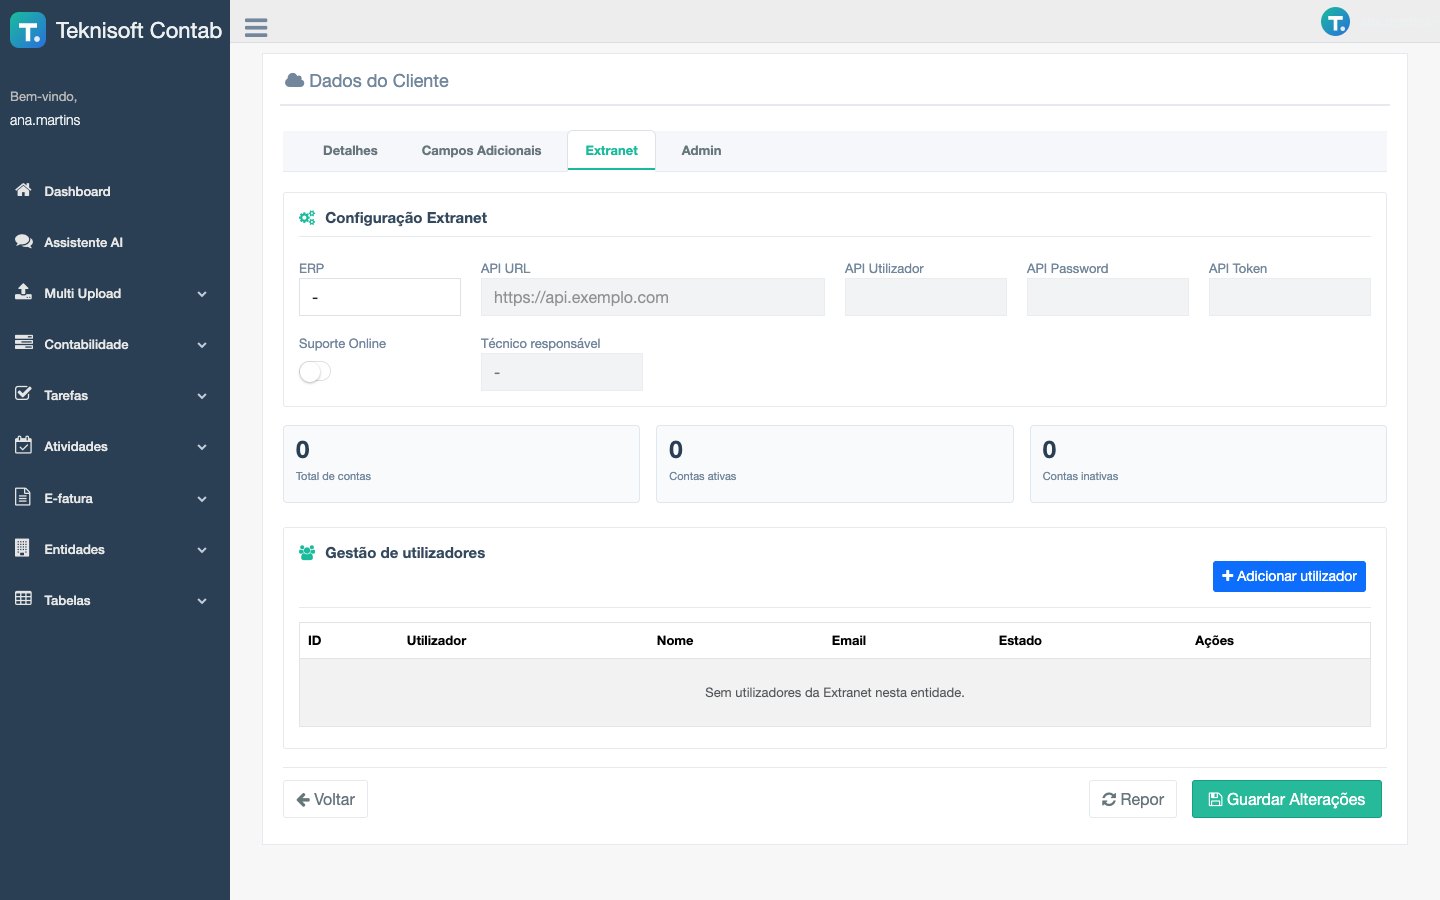 T. Teknisoft Contab
T.
Bem-vindo,
ana.martins
Dashboard
Assistente AI
Multi Upload
Contabilidade
Tarefas
Atividades
E-fatura
Entidades
Tabelas
Dados do Cliente
Detalhes Campos Adicionais Extranet Admin
Configuração Extranet
ERP API URL API Utilizador API Password API Token
- https://api.exemplo.com
Suporte Online Técnico responsável
-
0 0 0
Total de contas Contas ativas Contas inativas
Gestão de utilizadores
Adicionar utilizador
ID Utilizador Nome Email Estado Ações
Sem utilizadores da Extranet nesta entidade.
Voltar Repor Guardar Alterações